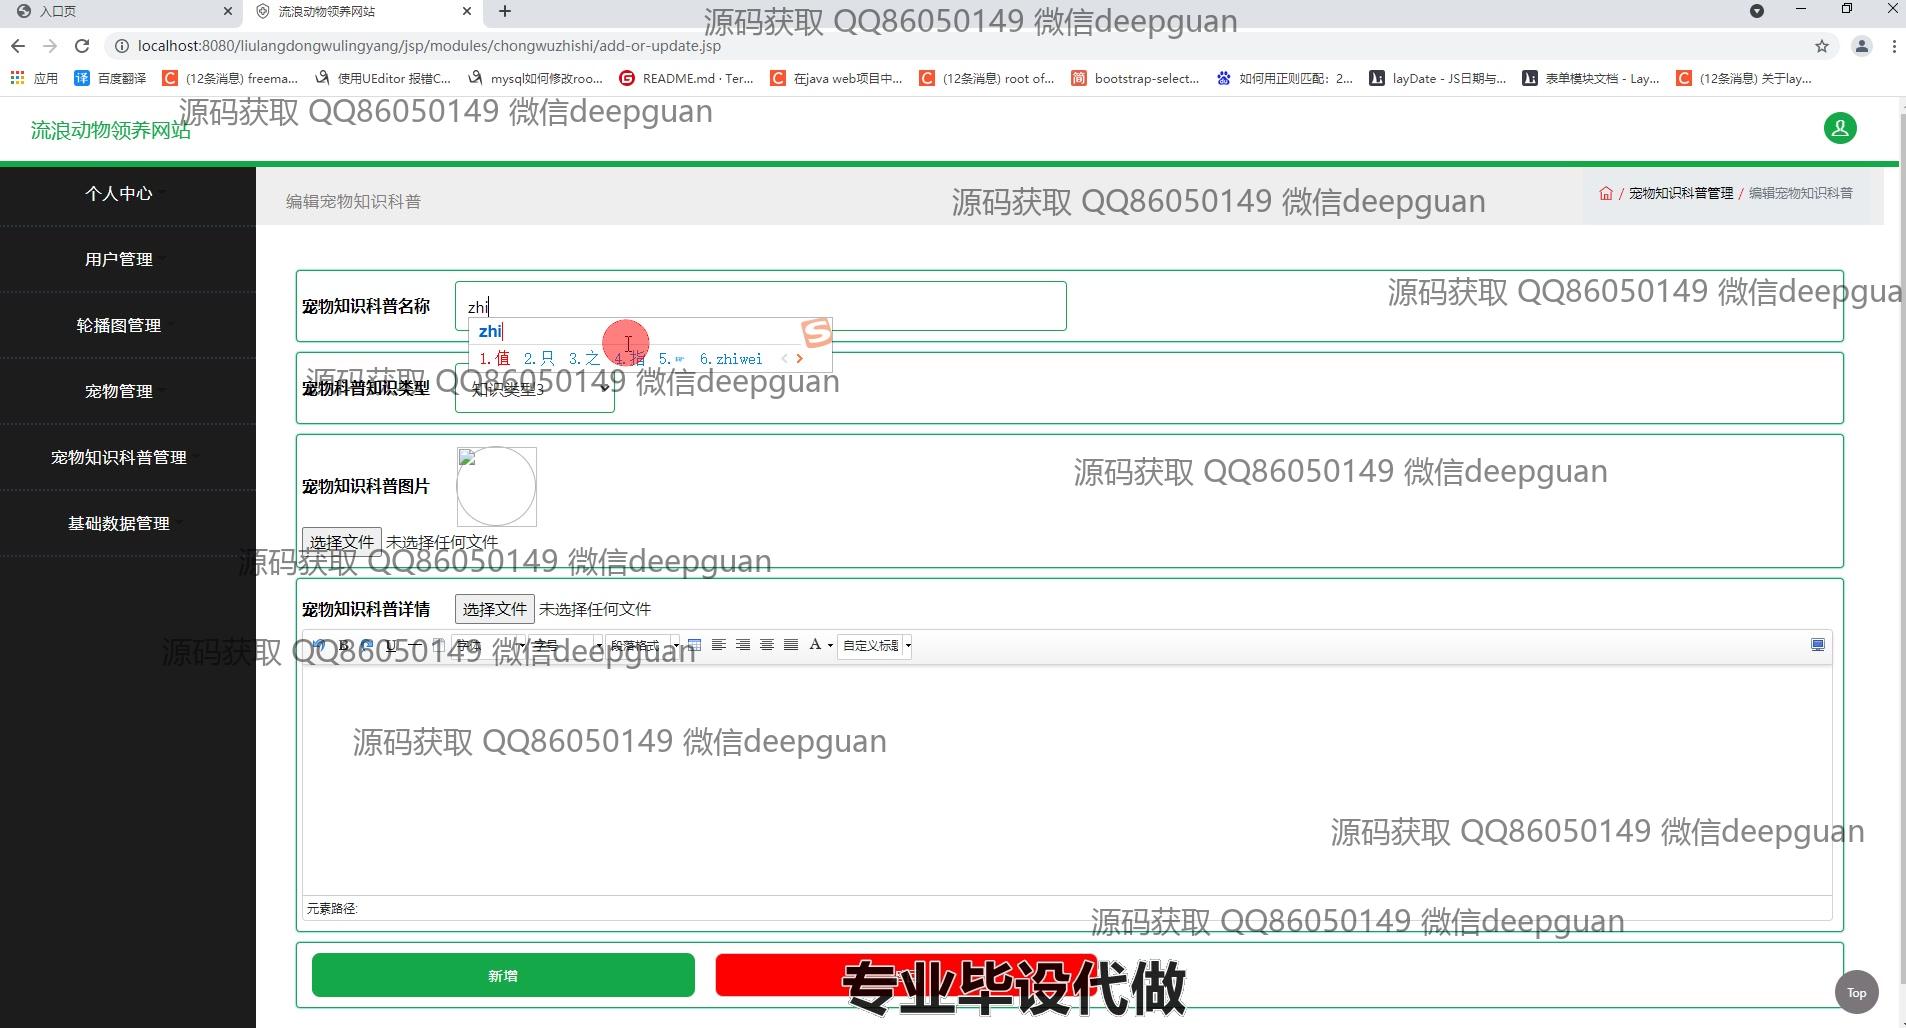 入口页
流浪动物领养网站
源码获取 QQ86050149 微信deepguan
localhost:8080/liulangdongwulingyang/jsp/modules/chongwuzhishi/add-or-update.jsp
应用 百度翻译 (12条消息) freema... 使用UEditor 报错C... mysql如何修改roo... README.md · Ter... 在java web项目中... (12条消息) root of... bootstrap-select... 如何用正则匹配：2... layDate - JS日期与... 表单模块文档 - Lay... (12条消息) 关于lay...
源码获取 QQ86050149 微信deepguan
流浪动物领养网站
个人中心
用户管理
轮播图管理
宠物管理
宠物知识科普管理
基础数据管理
编辑宠物知识科普
源码获取 QQ86050149 微信deepguan
/ 宠物知识科普管理 / 编辑宠物知识科普
源码获取 QQ86050149 微信deepgua
宠物知识科普名称 zhi
zhi
1.值 2.只 3.之 4.指 5. 6.zhiwei
源码获取 QQ86050149 微信deepguan
宠物科普知识类型 知识类型3
宠物知识科普图片
源码获取 QQ86050149 微信deepguan
选择文件 未选择任何文件
源码获取 QQ86050149 微信deepguan
宠物知识科普详情 选择文件 未选择任何文件
B U 字体 字号 段落格式 A 自定义标题
源码获取 QQ86050149 微信deepguan
源码获取 QQ86050149 微信deepguan
源码获取 QQ86050149 微信deepguan
元素路径:
源码获取 QQ86050149 微信deepguan
新增
专业毕设代做
Top